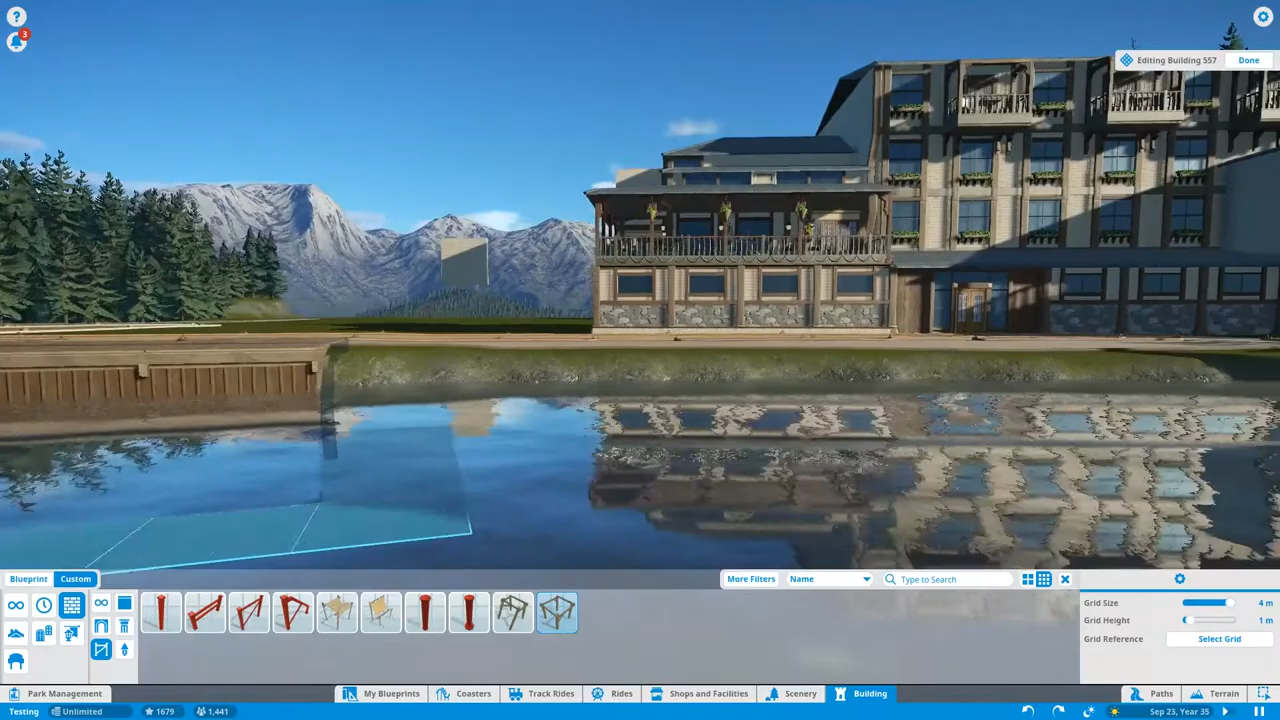 ?
3
Editing Building 557 Done
Blueprint Custom
More Filters Name Type to Search
Grid Size 4 m
Grid Height 1 m
Grid Reference Select Grid
Park Management My Blueprints Coasters Track Rides Rides Shops and Facilities Scenery Building Paths Terrain
Testing Unlimited 1679 1,441 Sep 23, Year 35